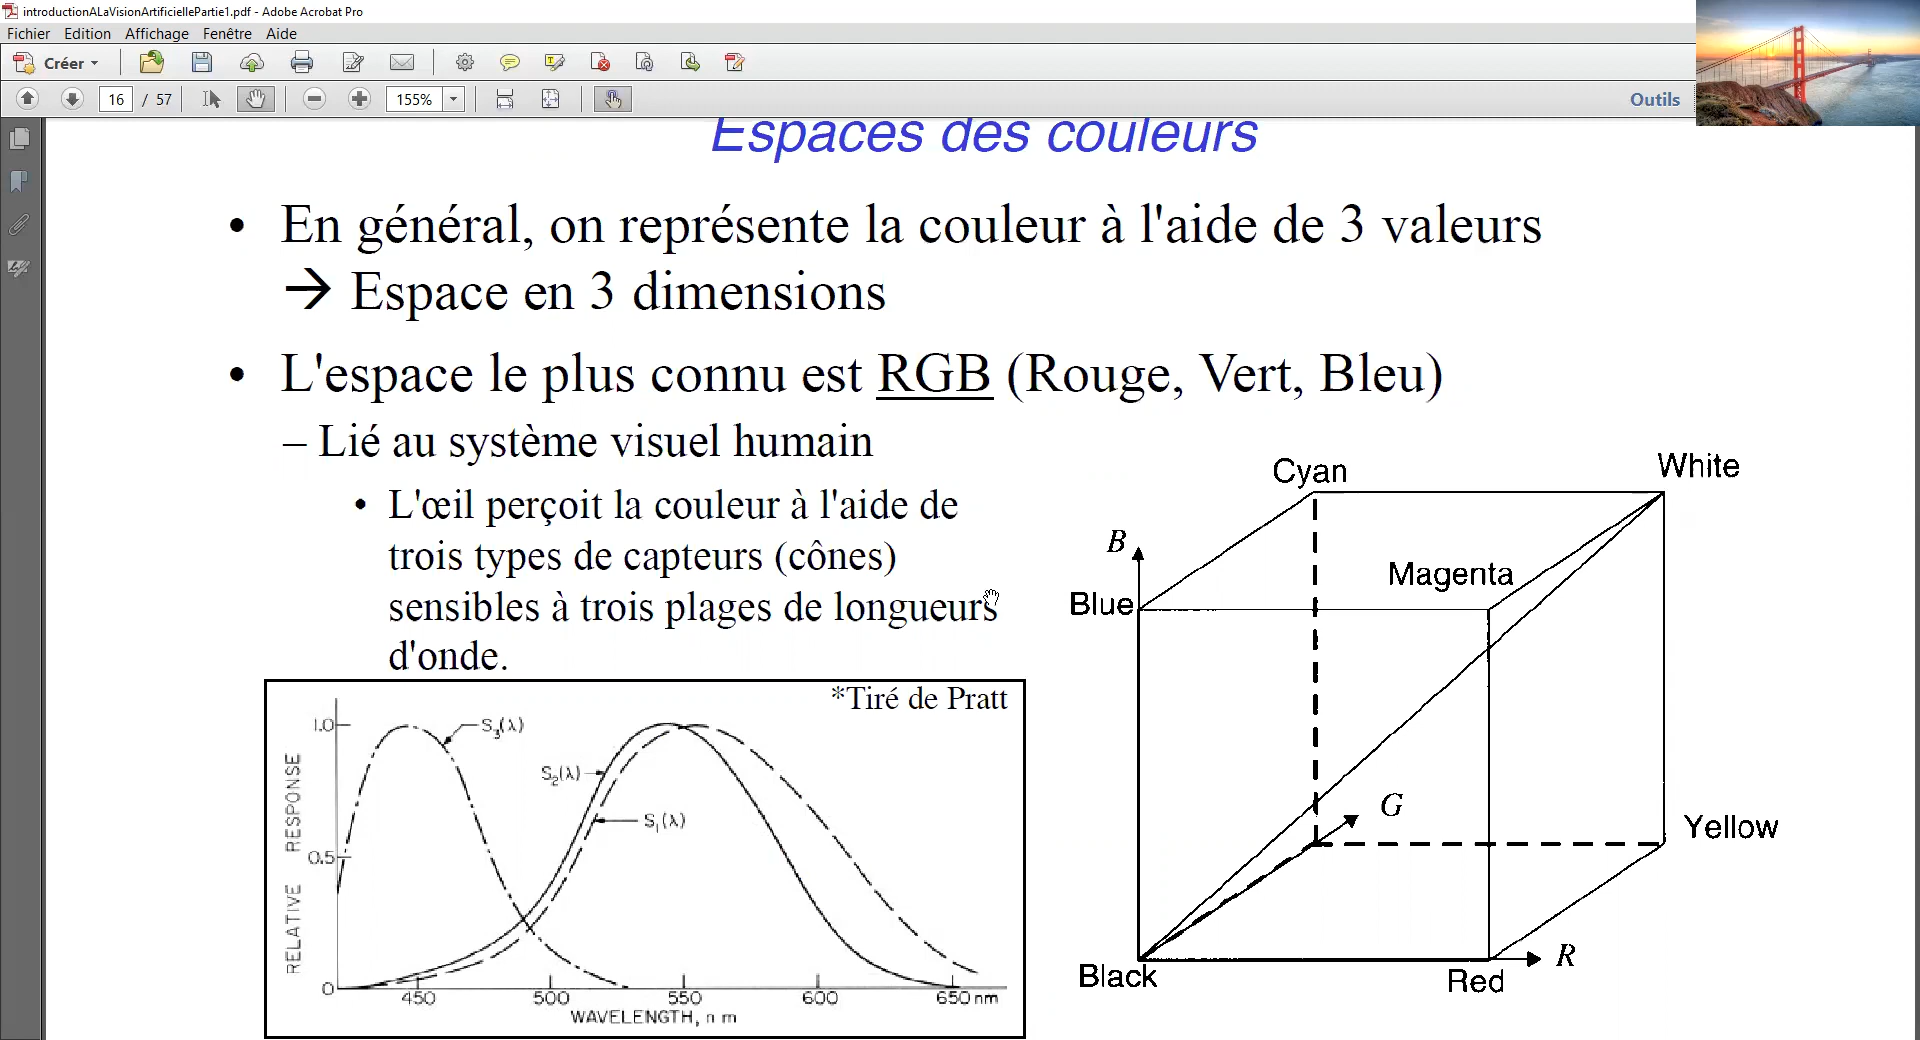 introductionALaVisionArtificiellePartie1.pdf - Adobe Acrobat Pro
Fichier Edition Affichage Fenêtre Aide
Créer
16 / 57 155% Outils
Espaces des couleurs
• En général, on représente la couleur à l'aide de 3 valeurs
→ Espace en 3 dimensions
• L'espace le plus connu est RGB (Rouge, Vert, Bleu)
– Lié au système visuel humain
• L'œil perçoit la couleur à l'aide de
trois types de capteurs (cônes)
sensibles à trois plages de longueurs
d'onde.
*Tiré de Pratt
1.0
S3(λ)
S2(λ)
S1(λ)
0.5
0
RELATIVE RESPONSE
450 500 550 600 650 nm
WAVELENGTH, n m
Cyan
White
B
Magenta
Blue
G
Yellow
R
Black
Red